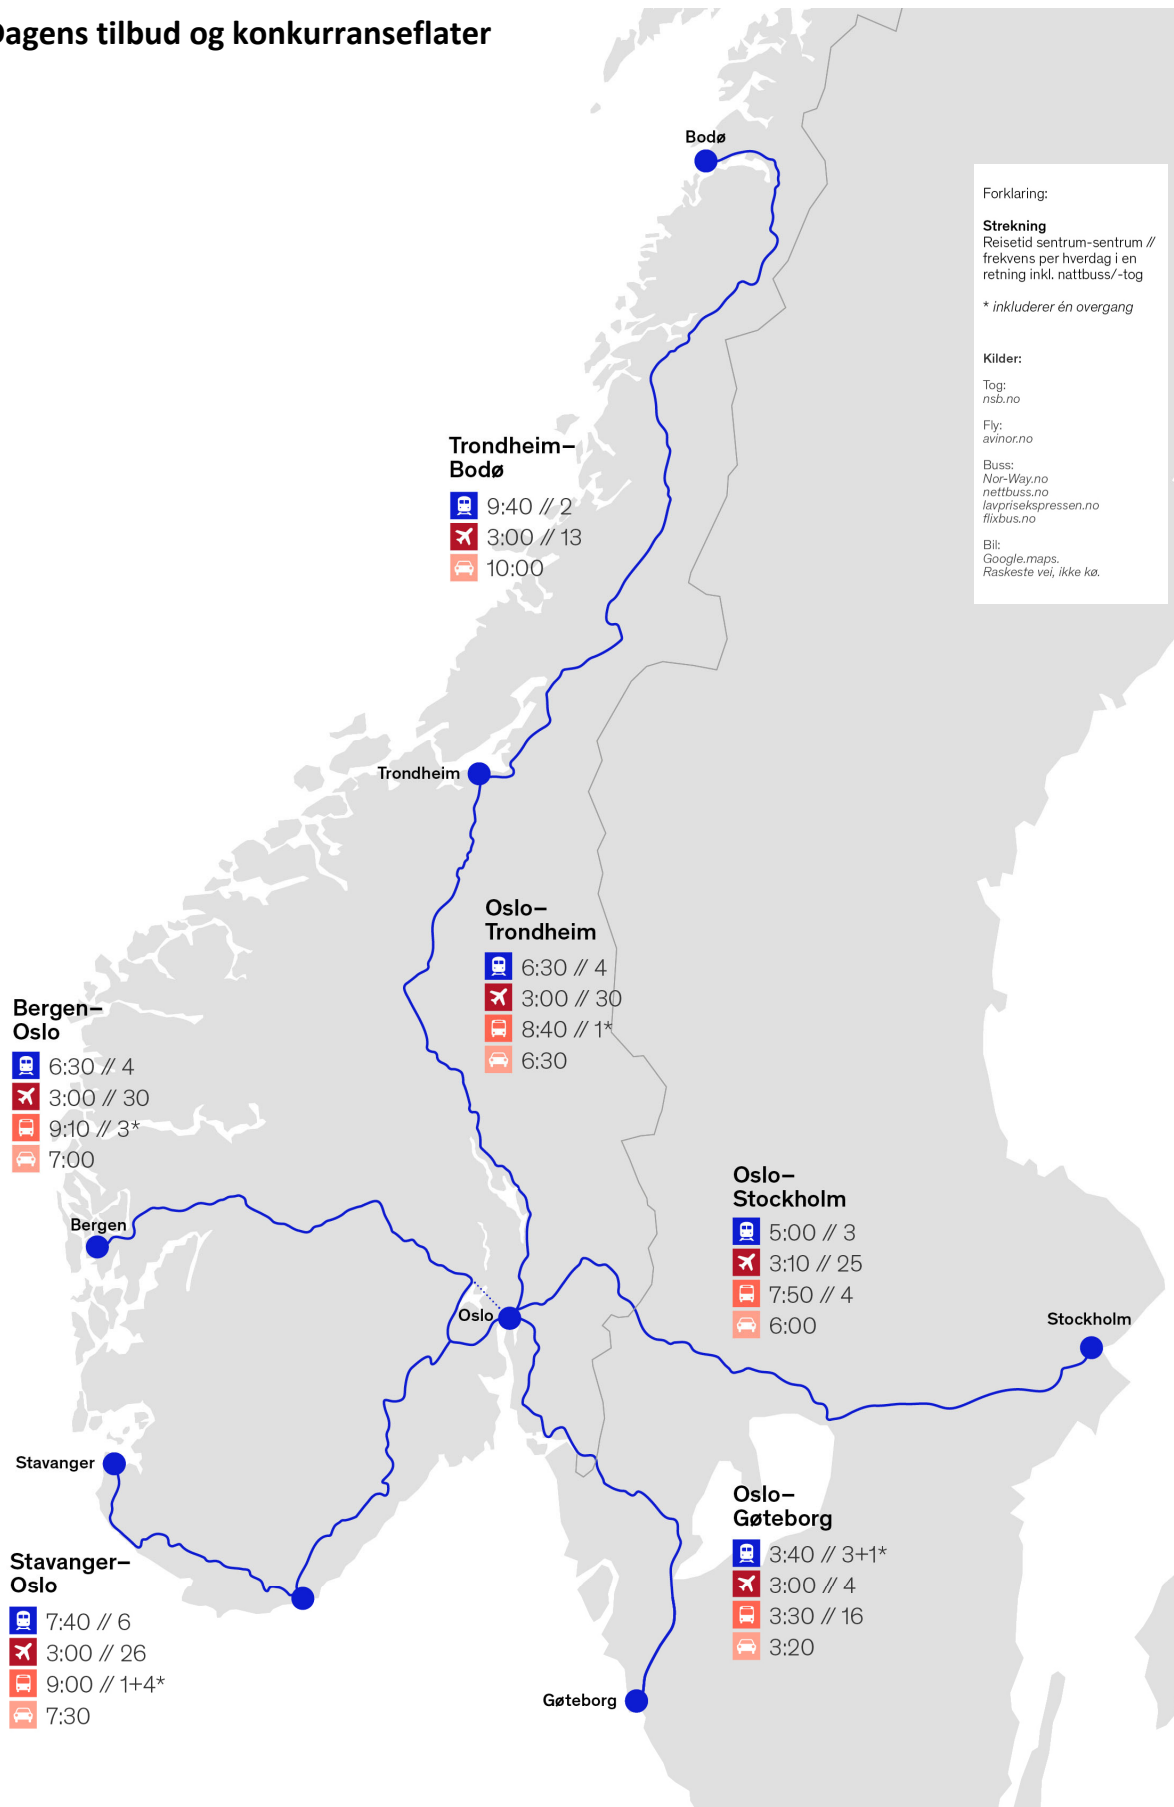 Dagens tilbud og konkurranseflater
Bodø
Forklaring:
Strekning
Reisetid sentrum-sentrum //
frekvens per hverdag i en
retning inkl. nattbuss/-tog
* inkluderer én overgang
Kilder:
Tog:
nsb.no
Fly:
avinor.no
Buss:
Nor-Way.no
nettbuss.no
lavprisekspressen.no
flixbus.no
Bil:
Google.maps.
Raskeste vei, ikke kø.
Trondheim–
Bodø
9:40 // 2
3:00 // 13
10:00
Trondheim
Oslo–
Trondheim
6:30 // 4
3:00 // 30
8:40 // 1*
6:30
Bergen–
Oslo
6:30 // 4
3:00 // 30
9:10 // 3*
7:00
Bergen
Oslo–
Stockholm
5:00 // 3
3:10 // 25
7:50 // 4
6:00
Oslo
Stockholm
Stavanger
Oslo–
Gøteborg
3:40 // 3+1*
3:00 // 4
3:30 // 16
3:20
Stavanger–
Oslo
7:40 // 6
3:00 // 26
9:00 // 1+4*
7:30
Gøteborg